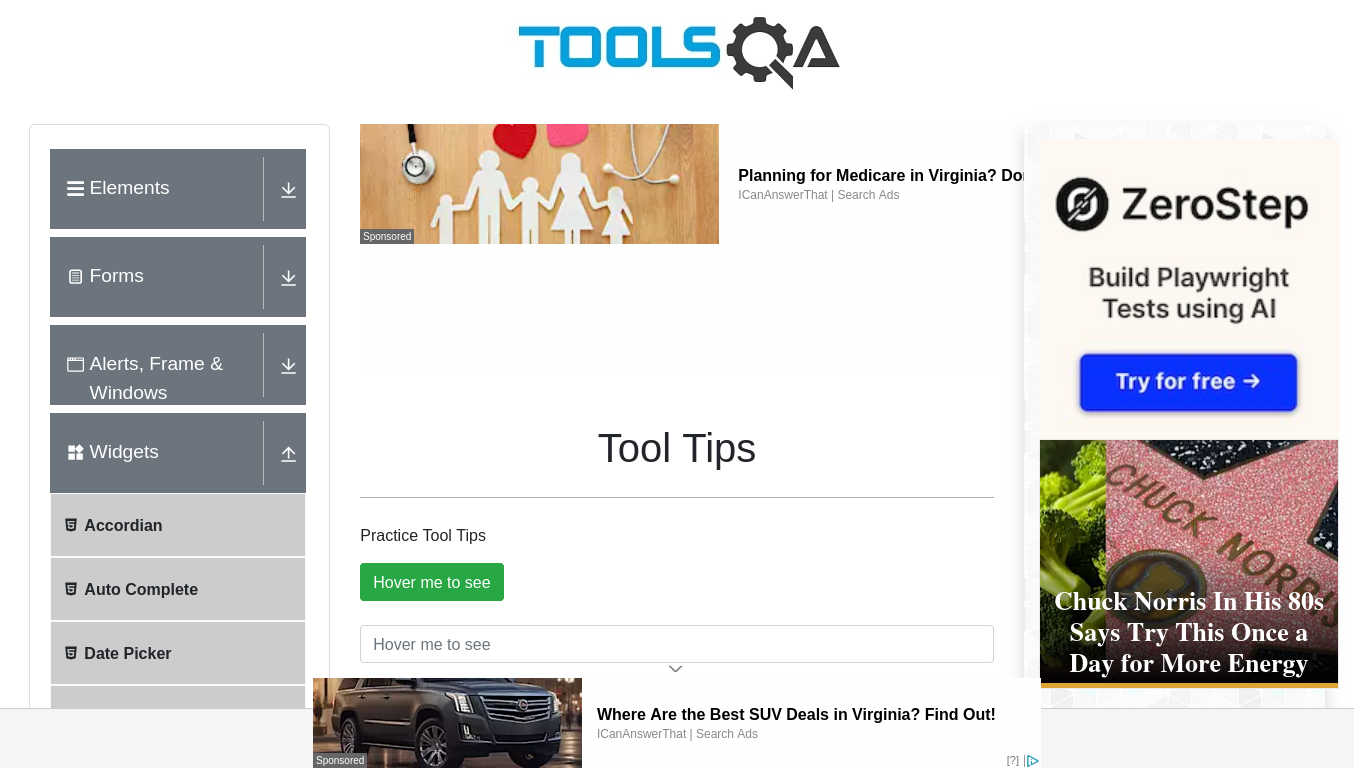 TOOLSQA
Elements
Forms
Alerts, Frame &
Windows
Widgets
Accordian
Auto Complete
Date Picker
Sponsored
Planning for Medicare in Virginia?
ICanAnswerThat | Search Ads
Tool Tips
Practice Tool Tips
Hover me to see
Hover me to see
ZeroStep
Build Playwright
Tests using AI
Try for free →
CHUCK NORRIS
Chuck Norris In His 80s
Says Try This Once a
Day for More Energy
Where Are the Best SUV Deals in Virginia? Find Out!
ICanAnswerThat | Search Ads
Sponsored
[?] |